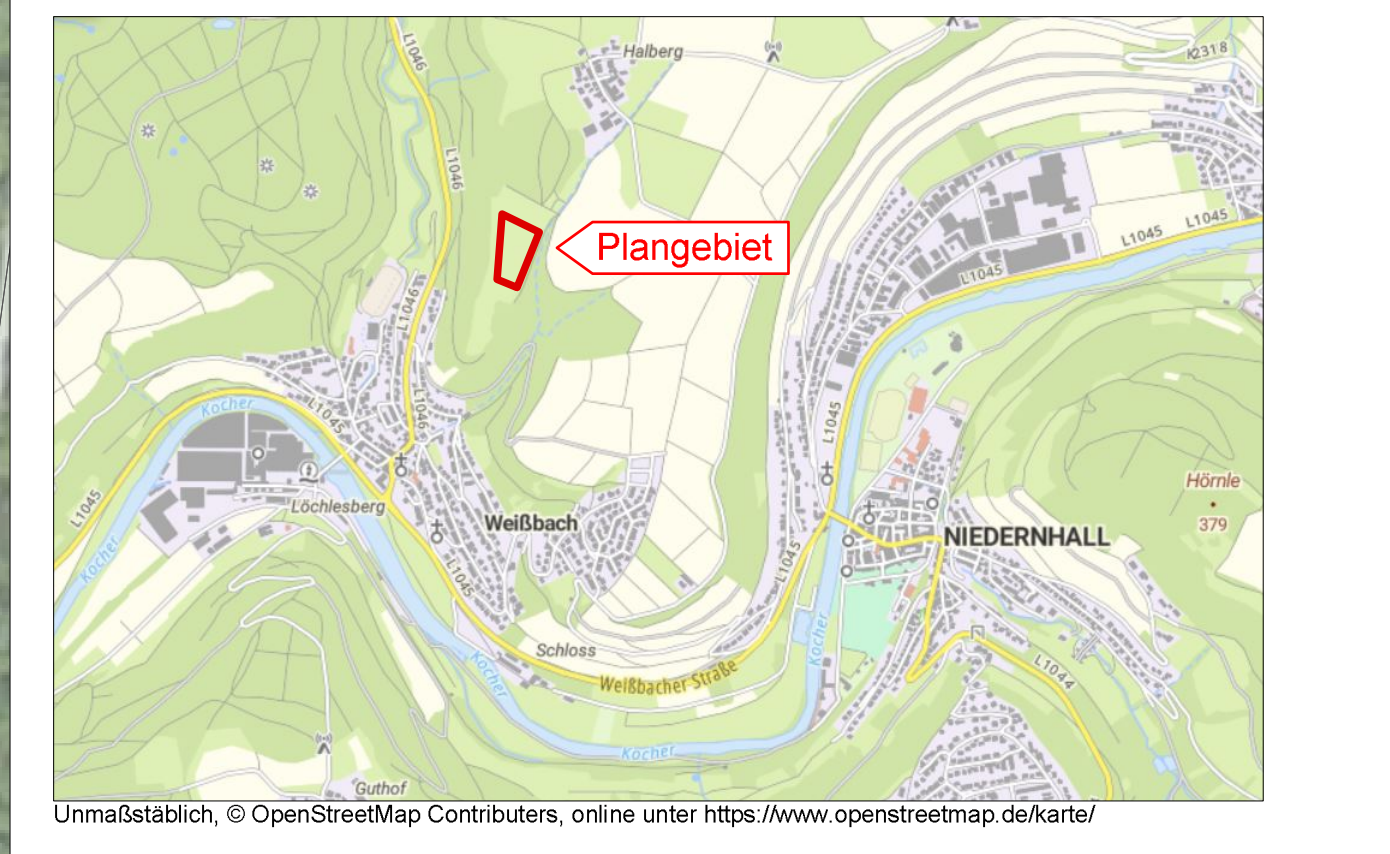 Halberg
K2318
L1046
L1046
L1045
L1045
Plangebiet
L1045
L1046
L1046
L1045
Kocher
L1045
Hörnle
379
L1045
Löchlesberg
Weißbach
NIEDERNHALL
Kocher
L1045
L1045
Schloss
Kocher
L1044
Kocher
Weißbacher Straße
Kocher
Guthof
Unmaßstäblich, © OpenStreetMap Contributers, online unter https://www.openstreetmap.de/karte/